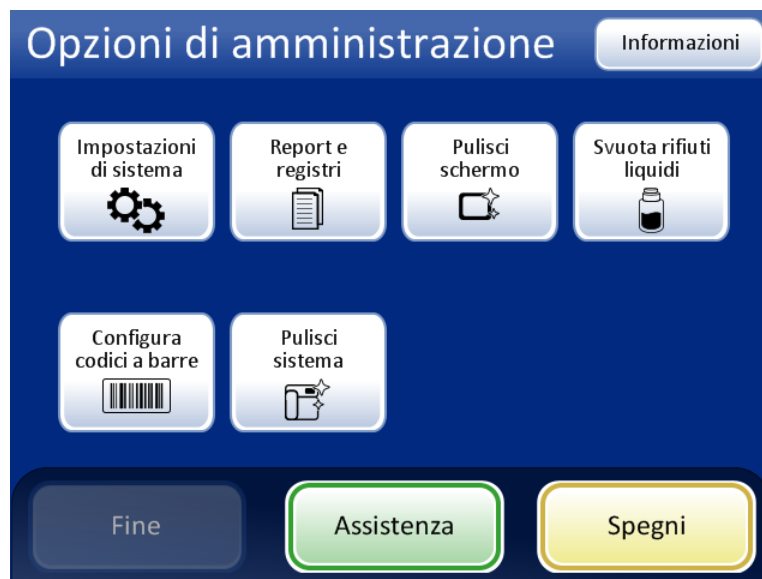 Opzioni di amministrazione
Informazioni
Impostazioni
di sistema
Report e
registri
Pulisci
schermo
Svuota rifiuti
liquidi
Configura
codici a barre
Pulisci
sistema
Fine
Assistenza
Spegni